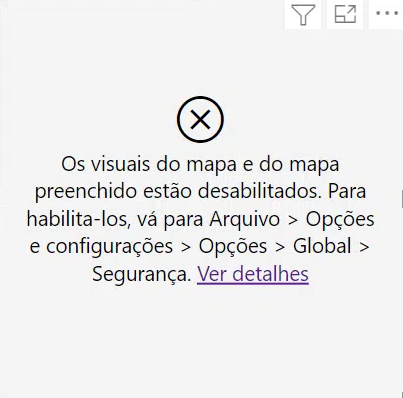 Os visuais do mapa e do mapa
preenchido estão desabilitados. Para
habilita-los, vá para Arquivo > Opções
e configurações > Opções > Global >
Segurança. Ver detalhes